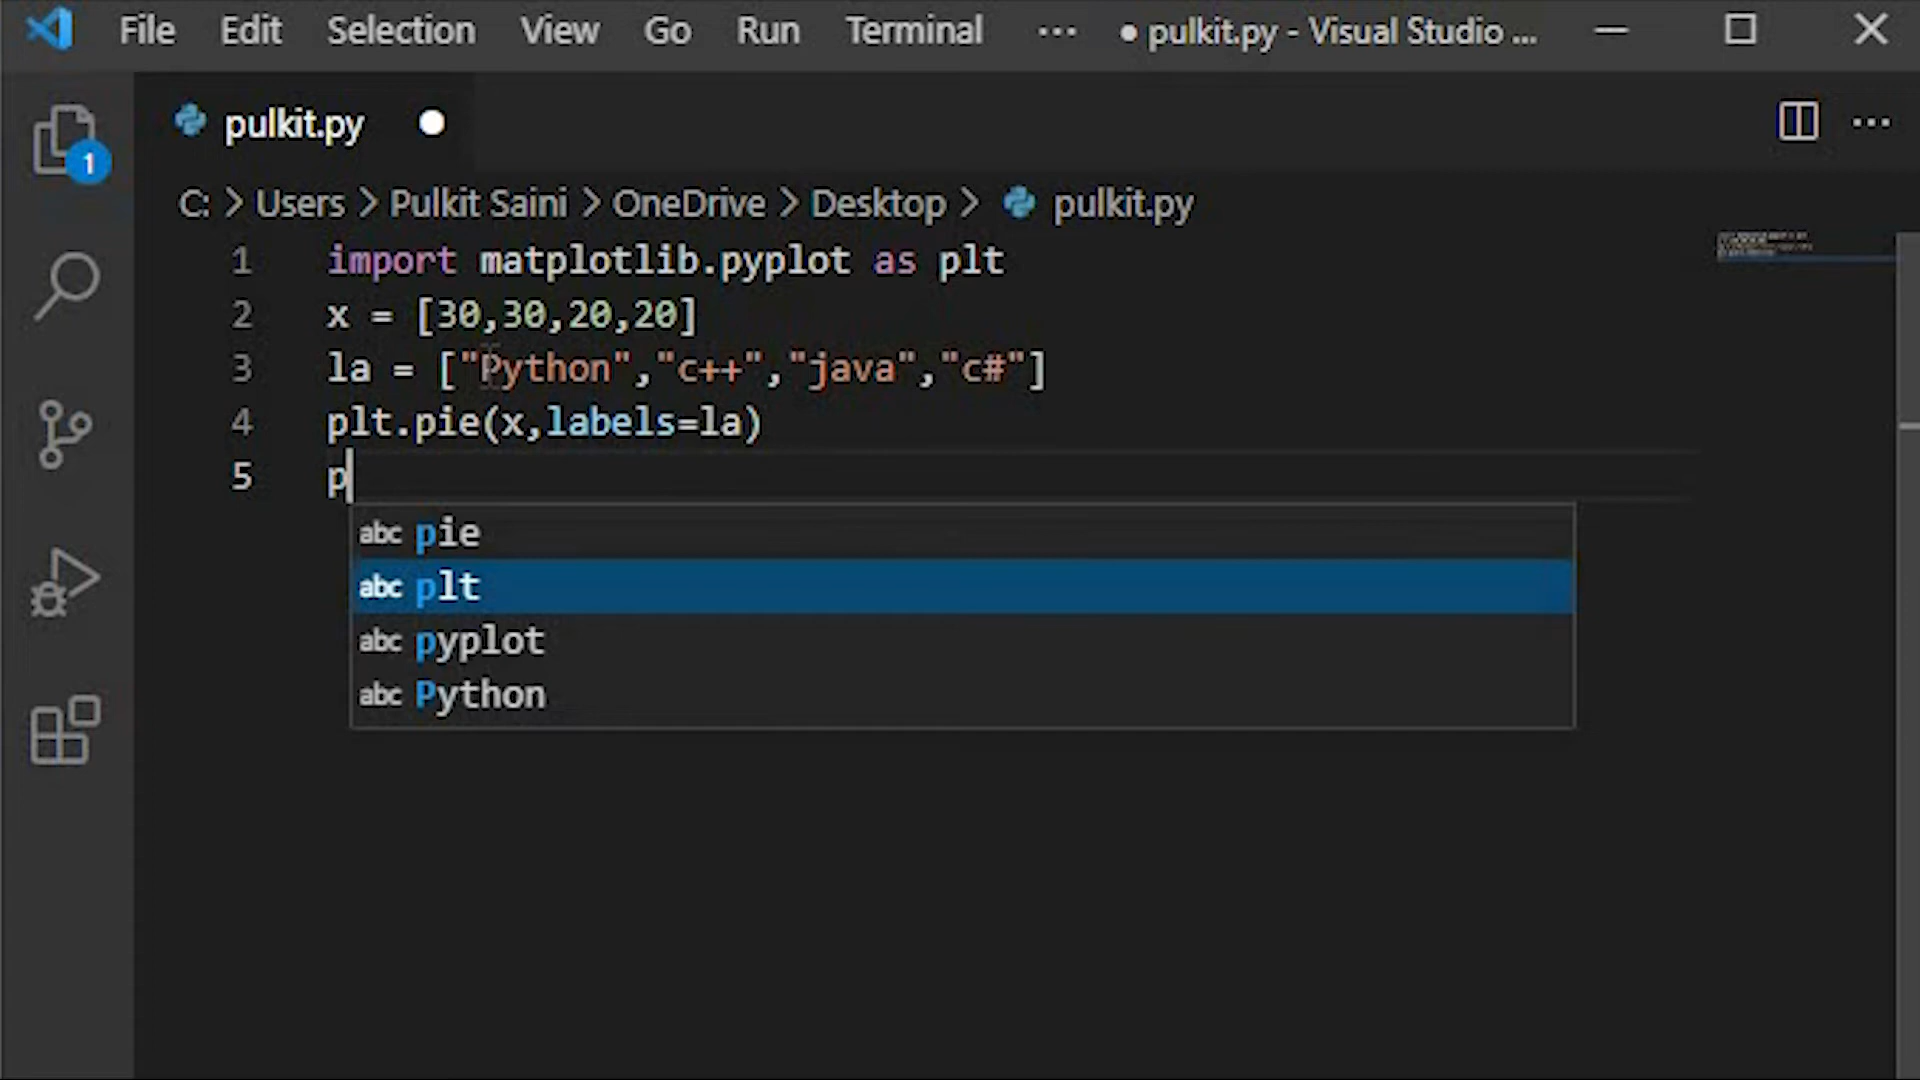 File Edit Selection View Go Run Terminal ··· ● pulkit.py - Visual Studio ...
pulkit.py ●
1
C: > Users > Pulkit Saini > OneDrive > Desktop > pulkit.py
1 import matplotlib.pyplot as plt
2 x = [30,30,20,20]
3 la = ["Python","c++","java","c#"]
4 plt.pie(x,labels=la)
5 p
abc pie
abc plt
abc pyplot
abc Python